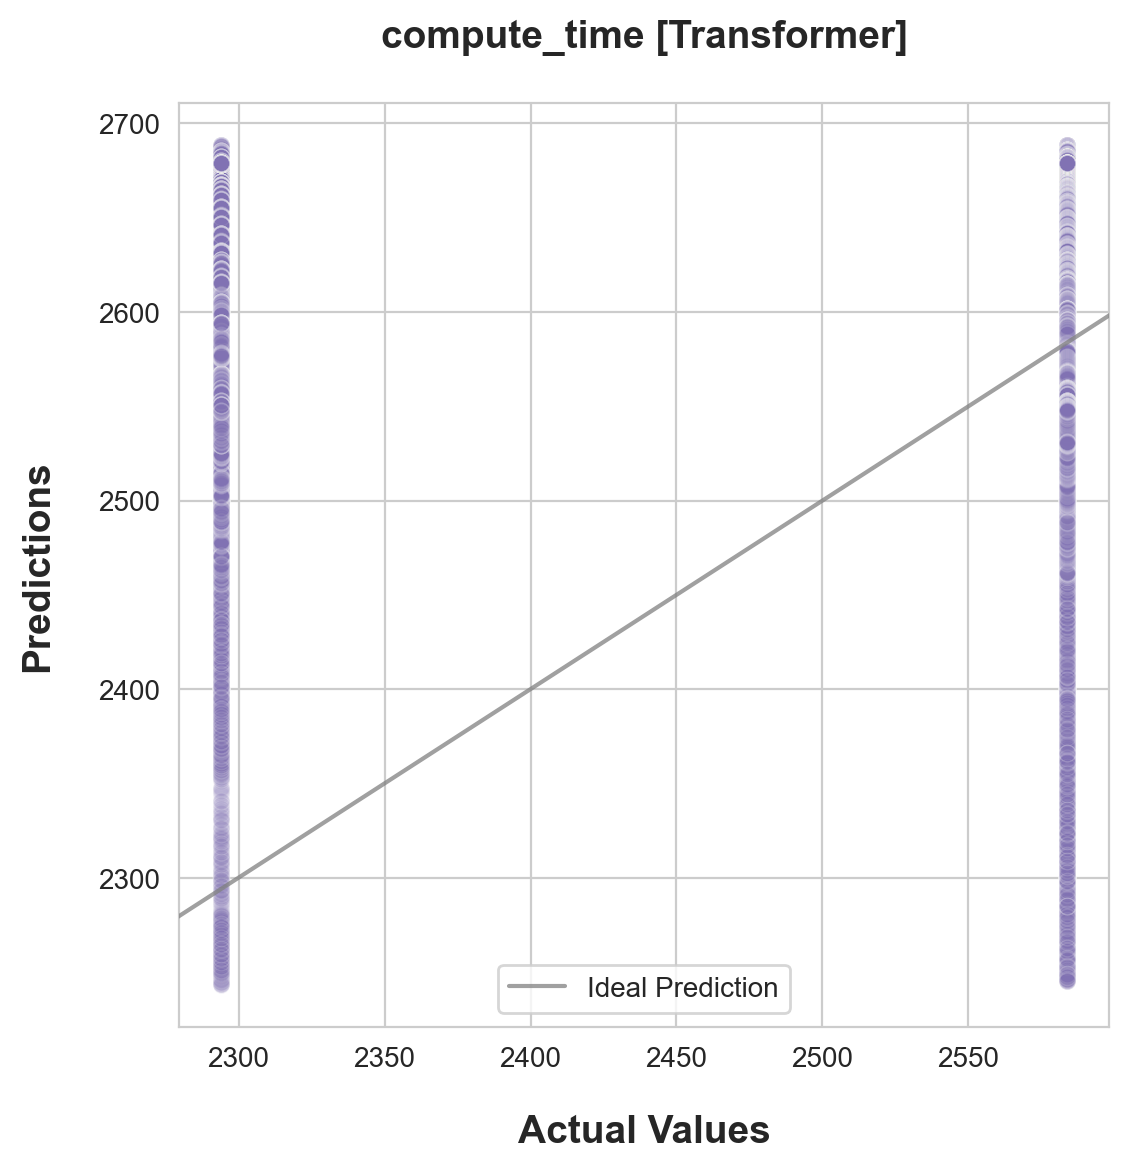 compute_time [Transformer]
2700
2600
2500
2400
2300
Predictions
Ideal Prediction
2300 2350 2400 2450 2500 2550
Actual Values